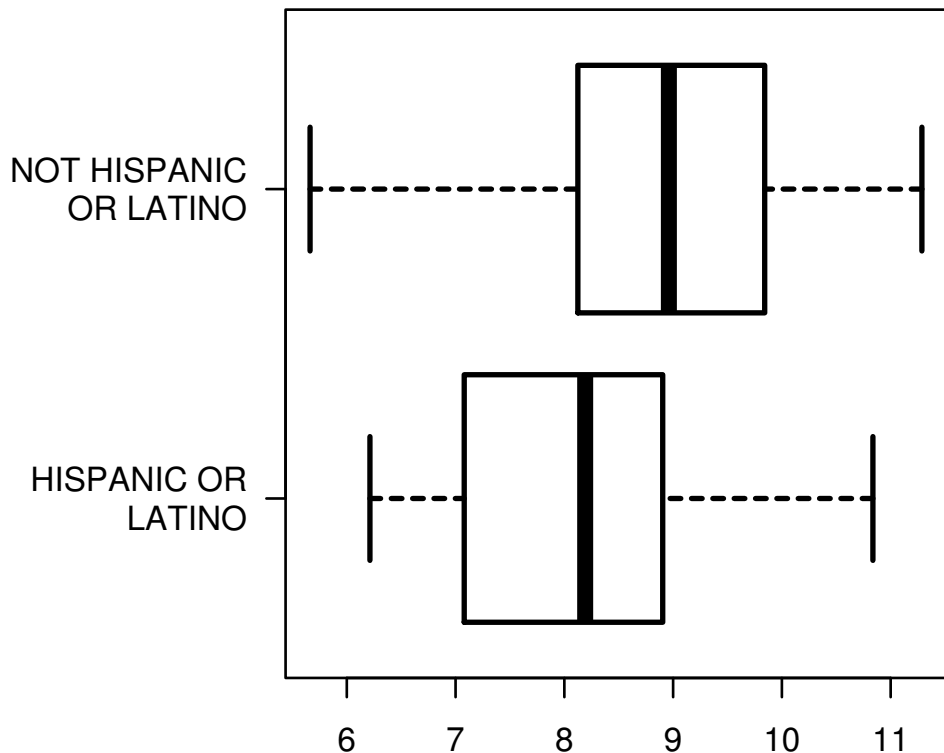 NOT HISPANIC
OR LATINO
HISPANIC OR
LATINO
6 7 8 9 10 11